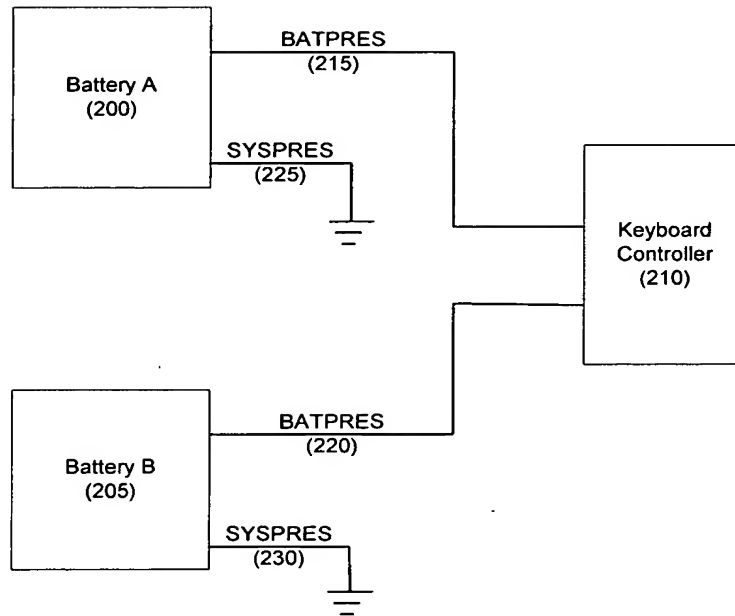 BATPRES
(215)
Battery A
(200)
SYSPRES
(225)
Keyboard
Controller
(210)
BATPRES
(220)
Battery B
(205)
SYSPRES
(230)